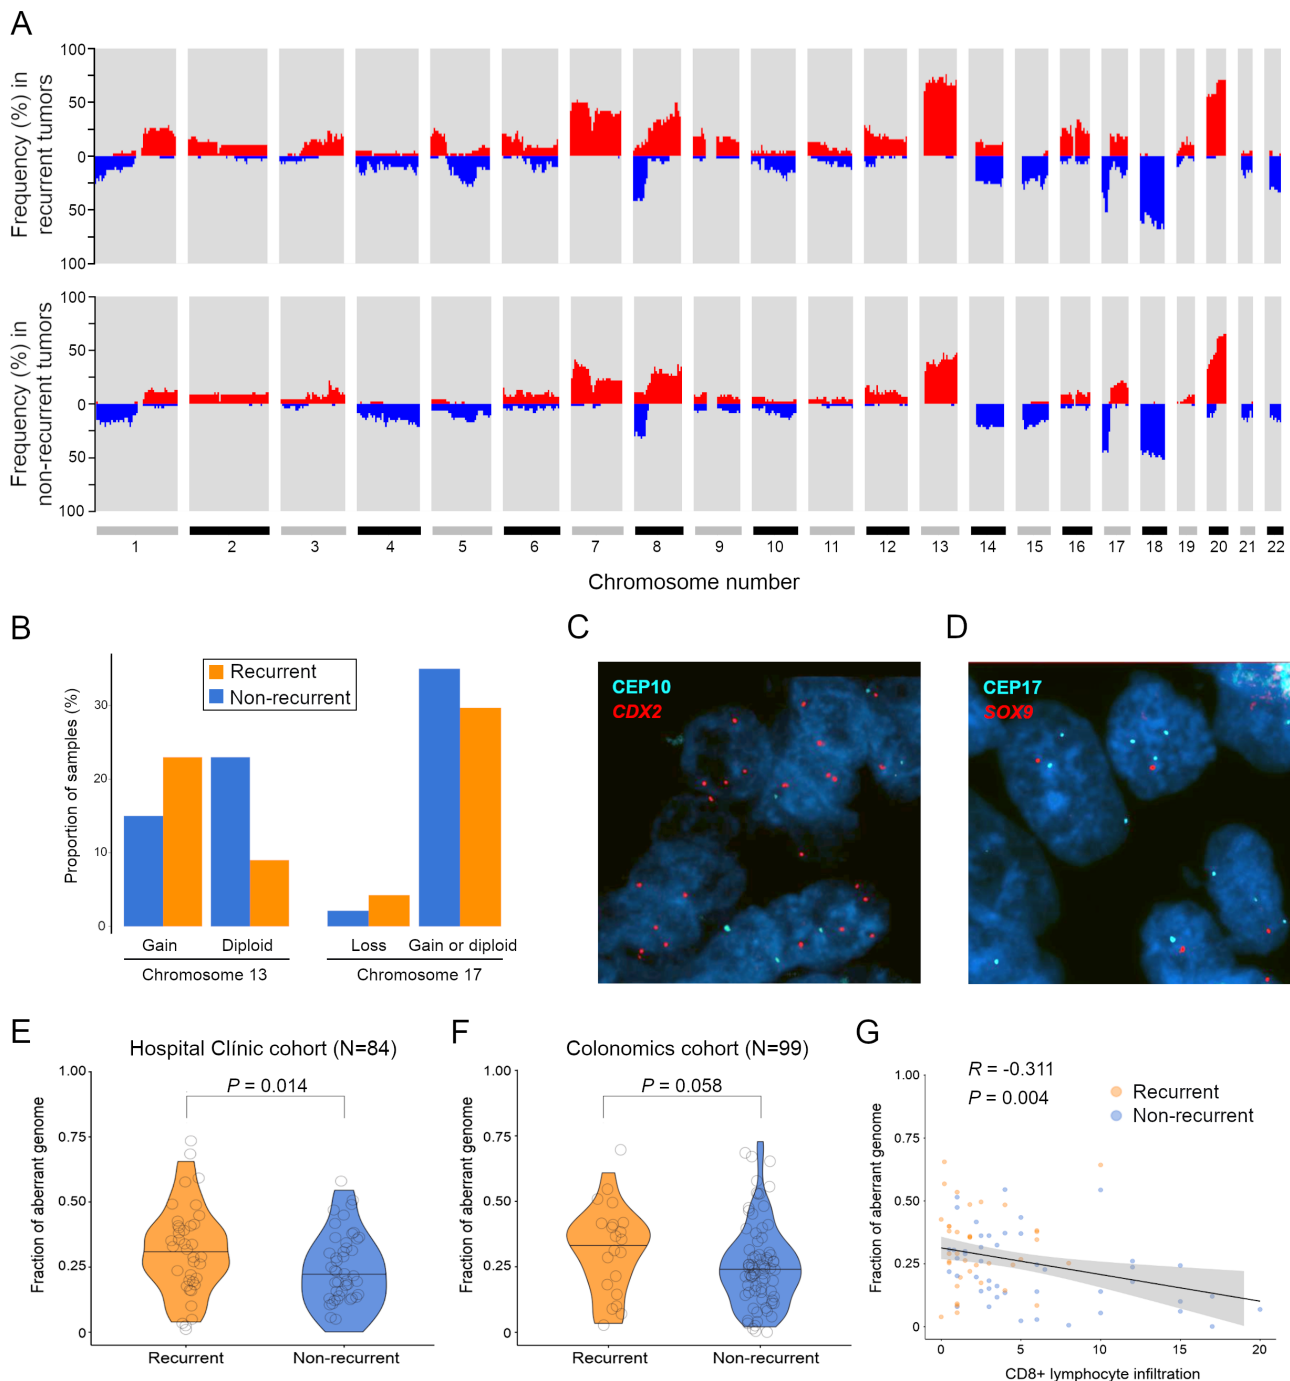 A
Frequency (%) in
recurrent tumors
100
50
0
50
100
Frequency (%) in
non-recurrent tumors
100
50
0
50
100
1 2 3 4 5 6 7 8 9 10 11 12 13 14 15 16 17 18 19 20 21 22
Chromosome number
B
Proportion of samples (%)
30
20
10
0
Recurrent
Non-recurrent
Gain Diploid Loss Gain or diploid
Chromosome 13 Chromosome 17
C
CEP10
CDX2
D
CEP17
SOX9
E
Hospital Clínic cohort (N=84)
P = 0.014
Fraction of aberrant genome
1.00
0.75
0.50
0.25
0
Recurrent Non-recurrent
F
Colonomics cohort (N=99)
P = 0.058
Fraction of aberrant genome
1.00
0.75
0.50
0.25
0
Recurrent Non-recurrent
G
R = -0.311
P = 0.004
Recurrent
Non-recurrent
Fraction of aberrant genome
1.00
0.75
0.50
0.25
0
0 5 10 15 20
CD8+ lymphocyte infiltration